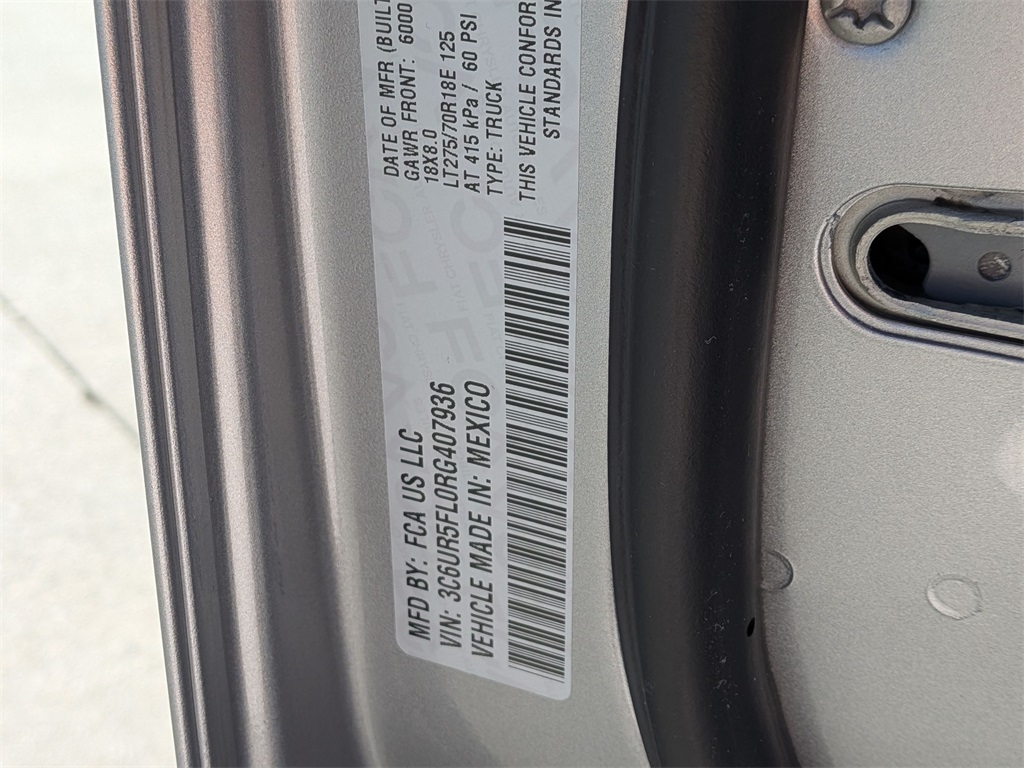 MFD BY: FCA US LLC
DATE OF MFR (BUILT
GAWR FRONT: 6000
18X8.0
LT275/70R18E 125
AT 415 kPa / 60 PSI
VIN: 3C6UR5FL0RG407936
TYPE: TRUCK
VEHICLE MADE IN: MEXICO
THIS VEHICLE CONFOR
STANDARDS IN